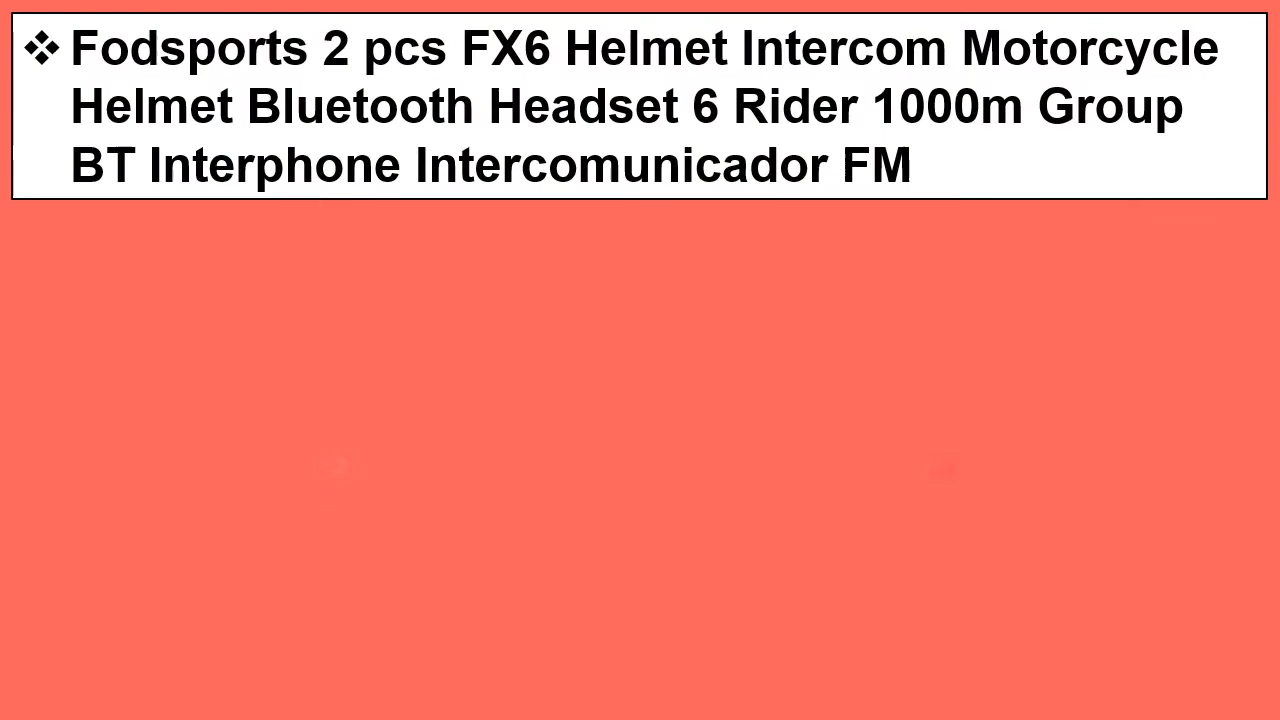 ❖ Fodsports 2 pcs FX6 Helmet Intercom Motorcycle
Helmet Bluetooth Headset 6 Rider 1000m Group
BT Interphone Intercomunicador FM